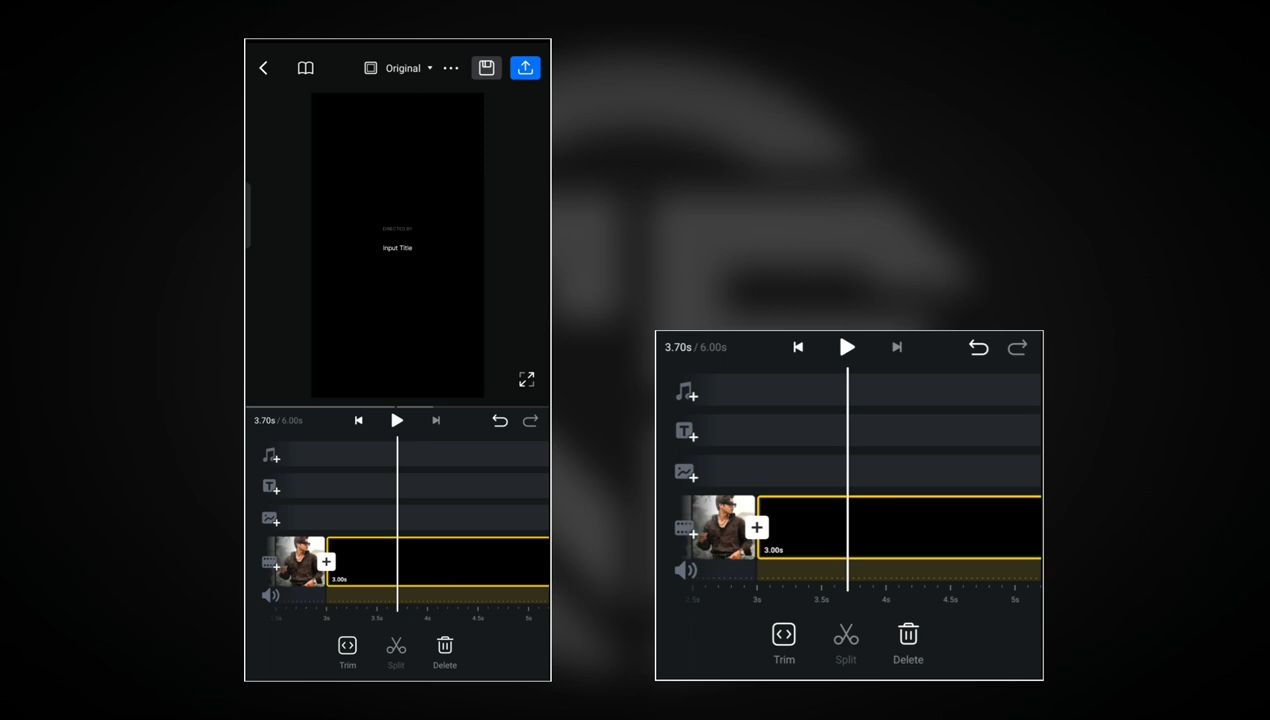 Original
DIRECTED BY
Input Title
3.70s / 6.00s
3.00s
2.5s 3s 3.5s 4s 4.5s 5s
Trim Split Delete
3.70s / 6.00s
3.00s
2.5s 3s 3.5s 4s 4.5s 5s
Trim Split Delete